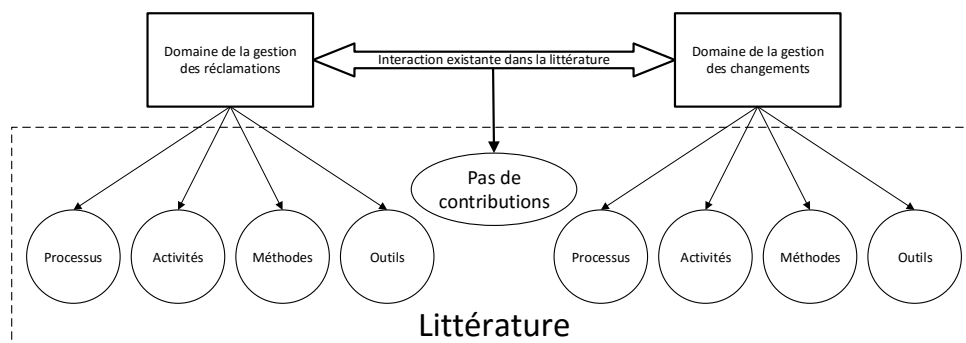 Domaine de la gestion
des réclamations
Interaction existante dans la littérature
Domaine de la gestion
des changements
Pas de
contributions
Processus
Activités
Méthodes
Outils
Processus
Activités
Méthodes
Outils
Littérature